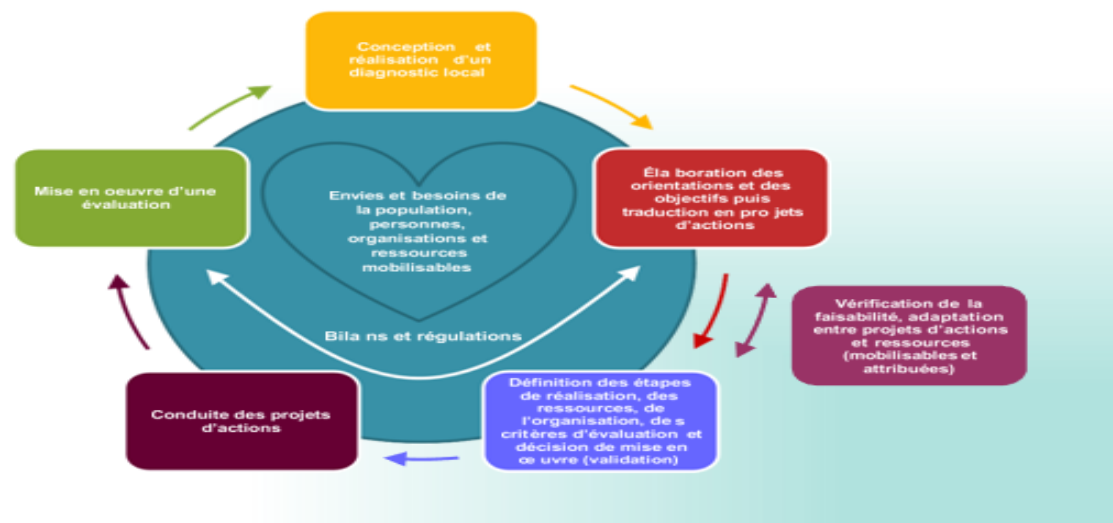 Conception et
réalisation d'un
diagnostic local
Mise en oeuvre d'une
évaluation
Envies et besoins de
la population,
personnes,
organisations et
ressources
mobilisables
Éla boration des
orientations et des
objectifs puis
traduction en pro jets
d'actions
Vérification de la
faisabilité, adaptation
entre projets d'actions
et ressources
(mobilisables et
attribuées)
Bila ns et régulations
Conduite des projets
d'actions
Définition des étapes
de réalisation, des
ressources, de
l'organisation, de s
critères d'évaluation et
décision de mise en
œ uvre (validation)